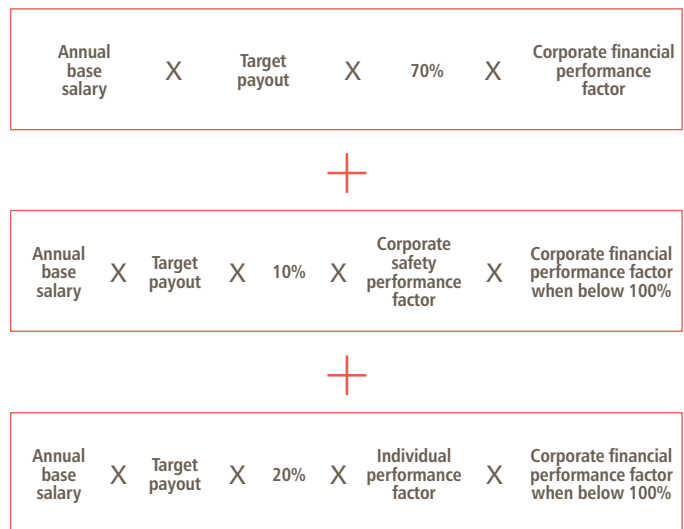 Annual
base
salary
X
Target
payout
X
70%
X
Corporate financial
performance
factor
+
Annual
base
salary
X
Target
payout
X
10%
X
Corporate
safety
performance
factor
X
Corporate financial
performance factor
when below 100%
+
Annual
base
salary
X
Target
payout
X
20%
X
Individual
performance
factor
X
Corporate financial
performance factor
when below 100%